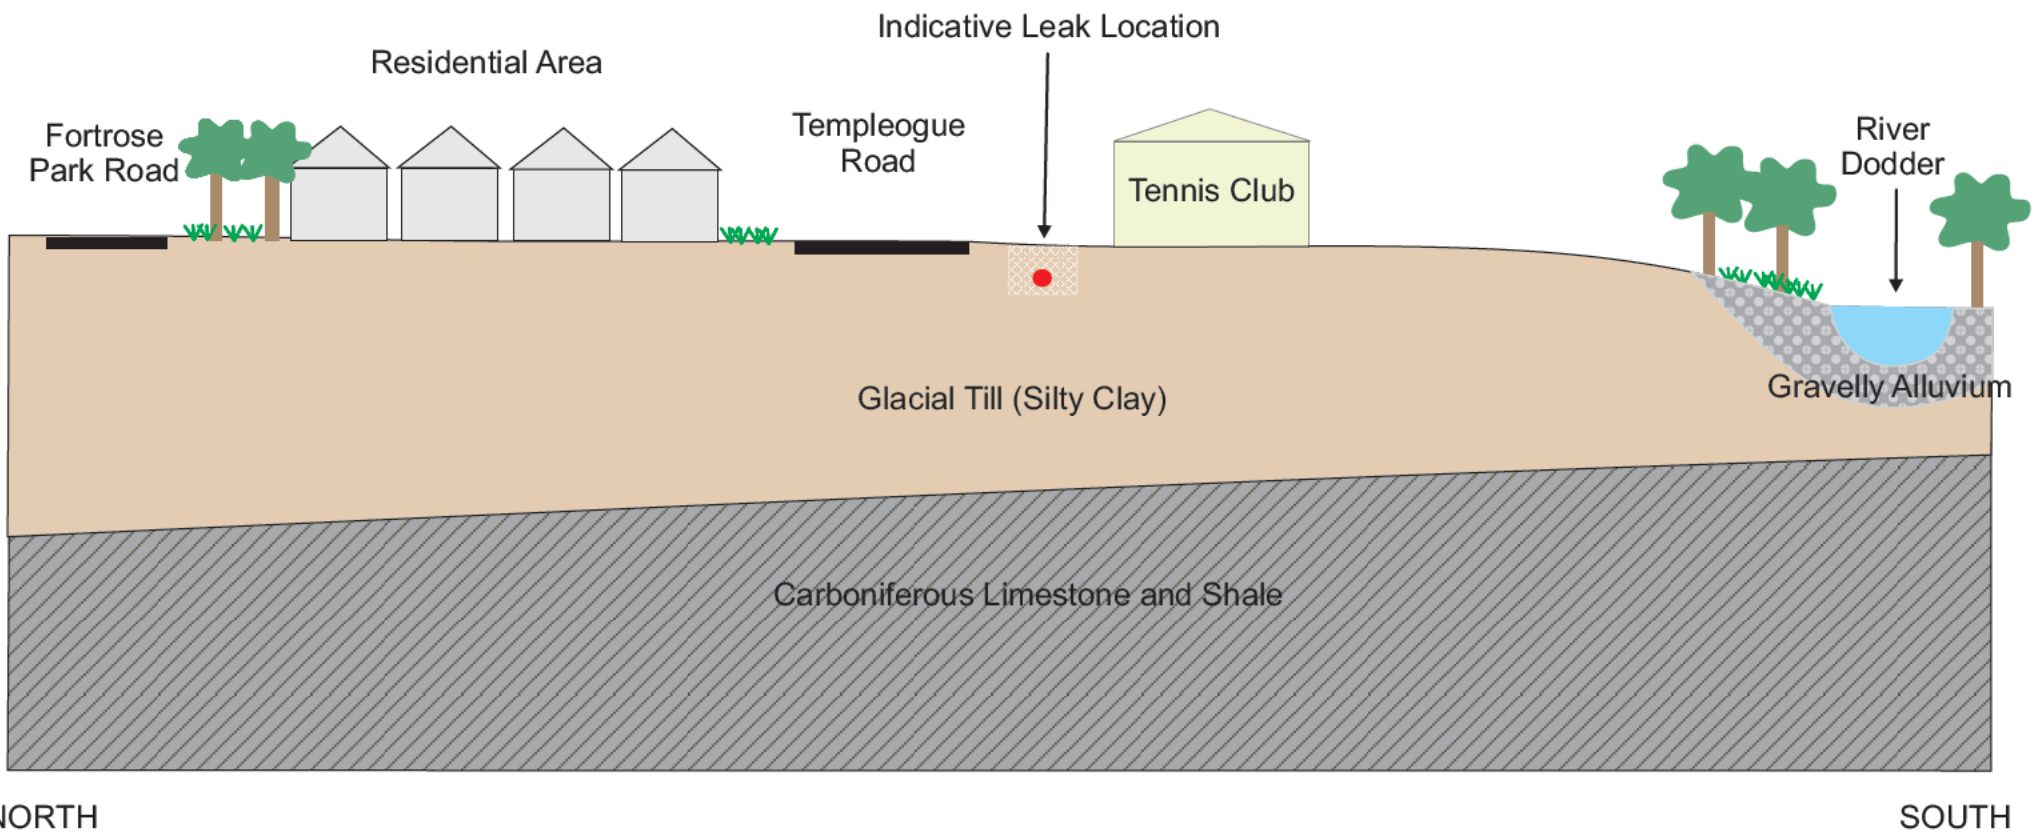 Indicative Leak Location
Residential Area
Fortrose
Park Road
Templeogue
Road
River
Dodder
Tennis Club
Gravelly Alluvium
Glacial Till (Silty Clay)
Carboniferous Limestone and Shale
NORTH
SOUTH